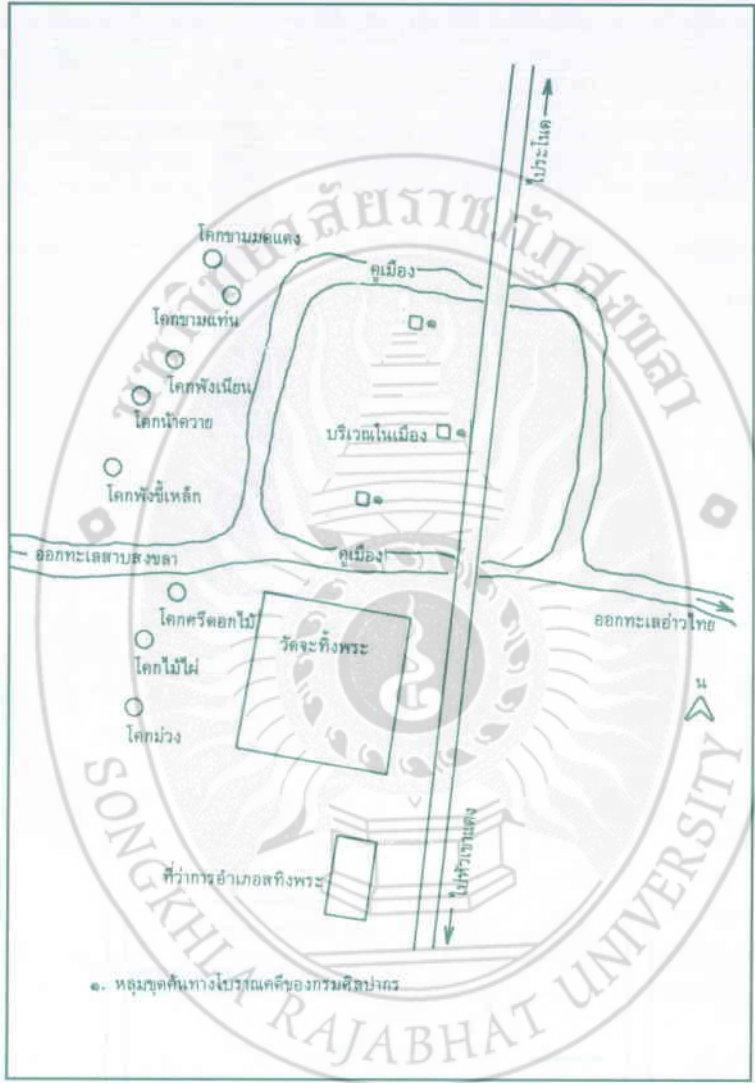 ไประโนด
โคกขามมดแดง
คูเมือง
โคกขามแท่น
โคกพังเนียน
โคกน้าควาย
บริเวณในเมือง
๑
๑
๑
โคกพังขี้เหล็ก
ออกทะเลสาบสงขลา
คูเมือง
โคกศรีดอกไม้
ออกทะเลอ่าวไทย
วัดจะทิ้งพระ
โคกไม้ไผ่
น
โคกม่วง
ที่ว่าการอำเภอสทิงพระ
ไปหัวเขาแดง
๑. หลุมขุดค้นทางโบราณคดีของกรมศิลปากร
มหาวิทยาลัยราชภัฏสงขลา
SONGKHLA RAJABHAT UNIVERSITY